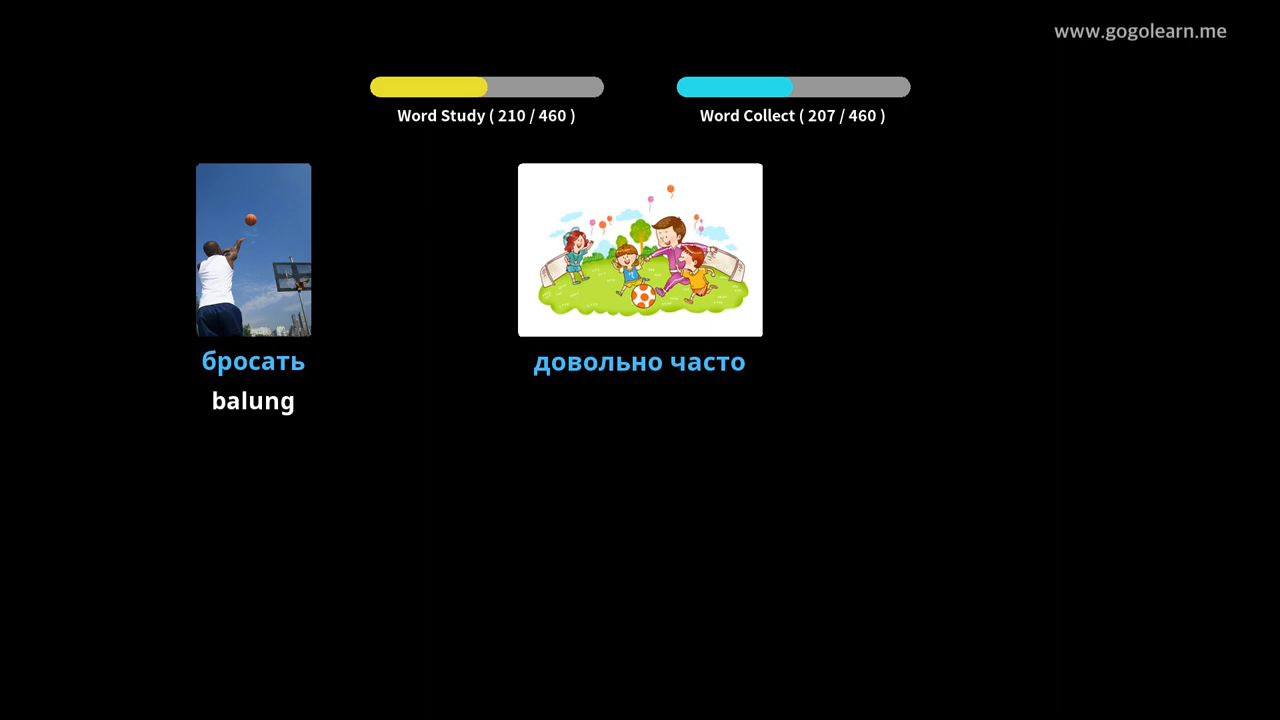 www.gogolearn.me
Word Study ( 210 / 460 )
Word Collect ( 207 / 460 )
бросать
balung
довольно часто